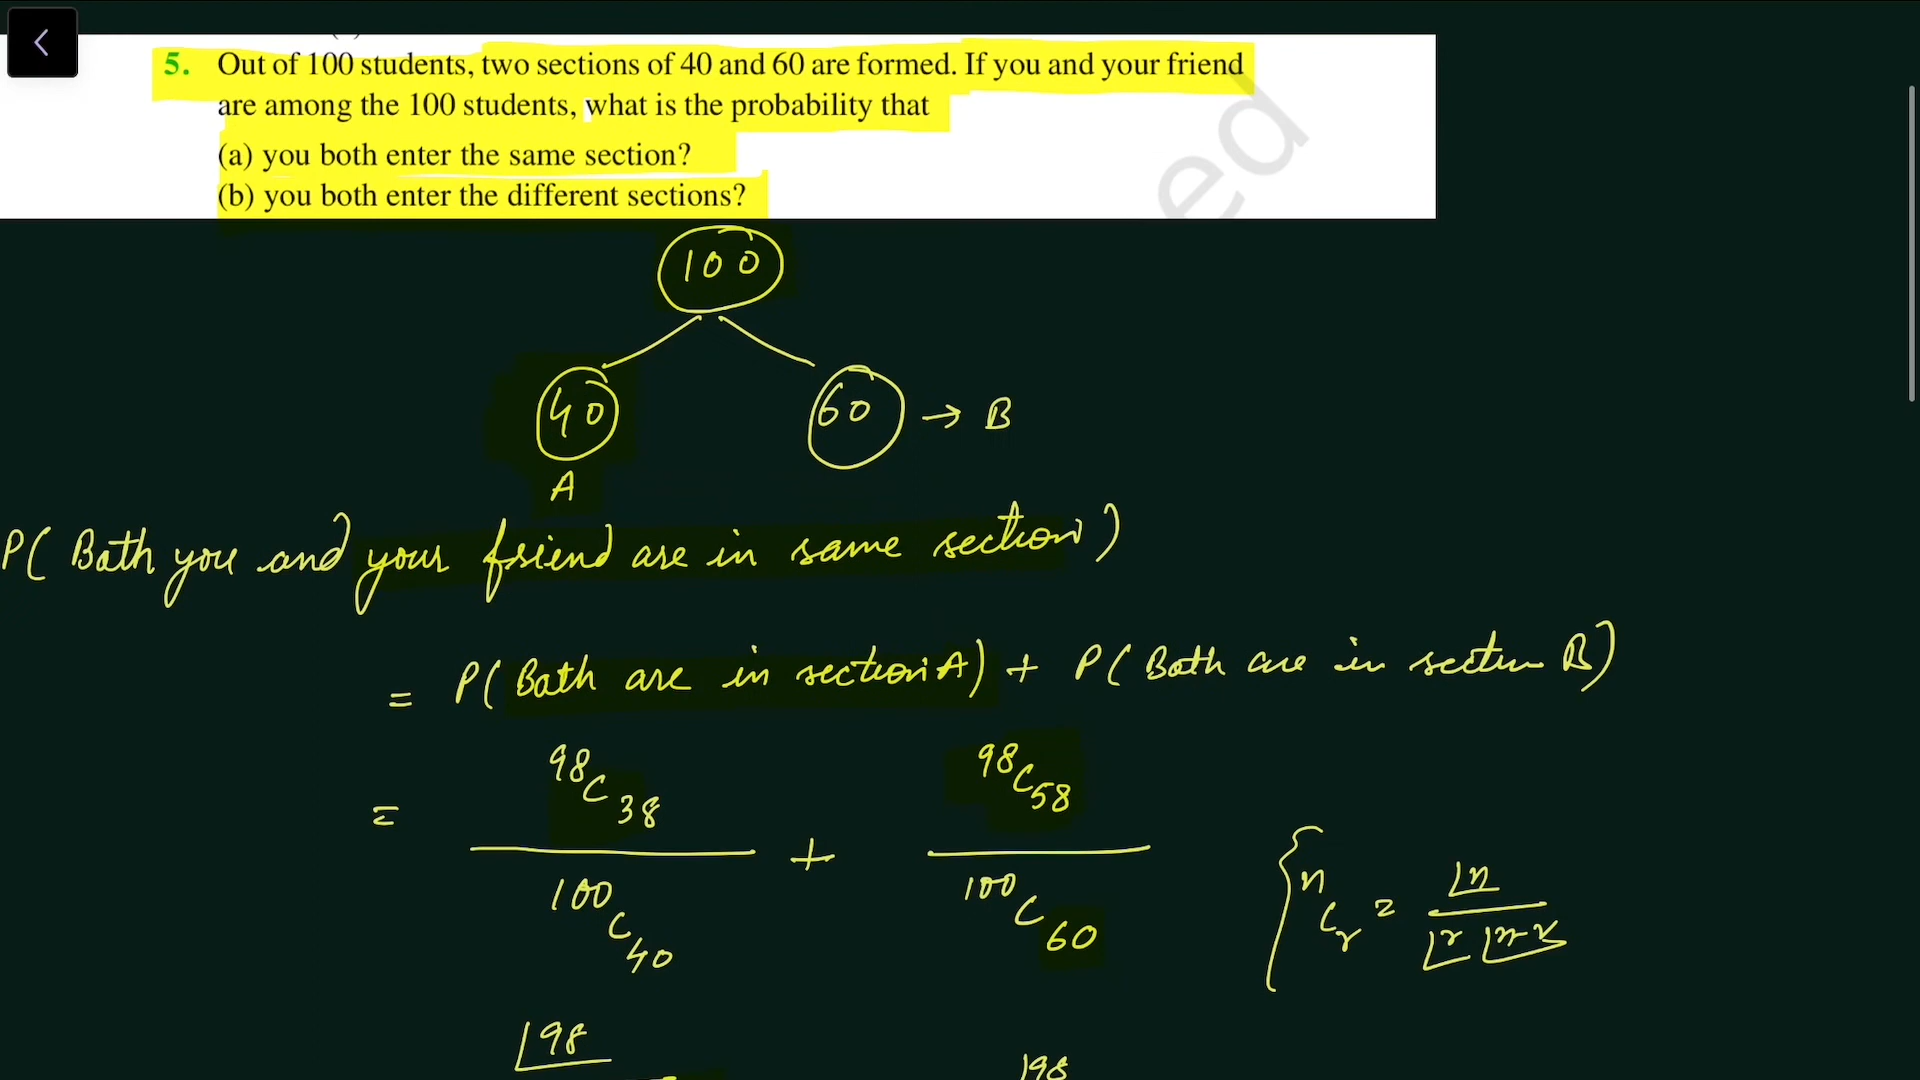 5. Out of 100 students, two sections of 40 and 60 are formed. If you and your friend
are among the 100 students, what is the probability that
(a) you both enter the same section?
(b) you both enter the different sections?
ed
100
40 60 → B
A
P( Both you and your friend are in same section )
= P( Both are in section A) + P( Both are in section B)
= ⁹⁸C₃₈ / ¹⁰⁰C₄₀ + ⁹⁸C₅₈ / ¹⁰⁰C₆₀ { ⁿCᵣ = ∟n / ∟r ∟n-r
∟98 ∟98